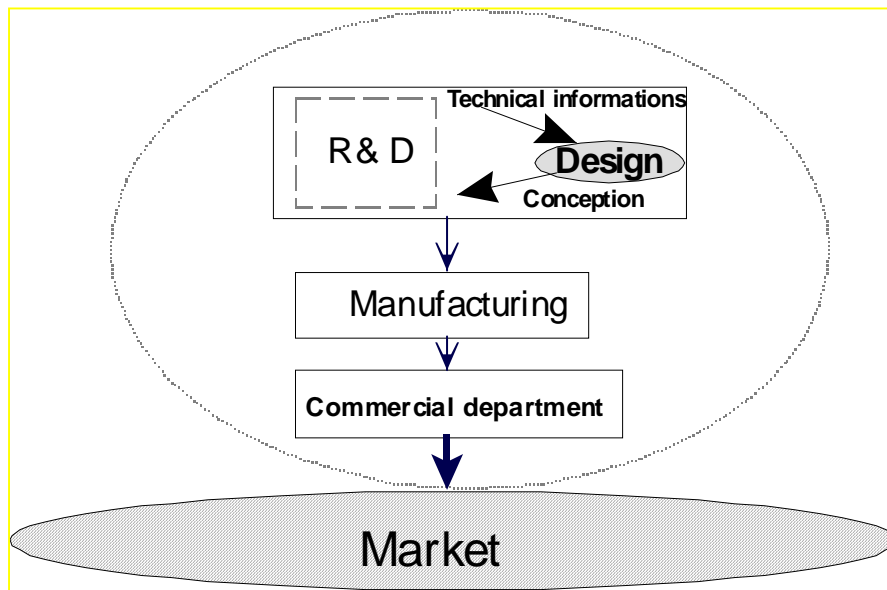 Technical informations
R & D
Design
Conception
Manufacturing
Commercial department
Market